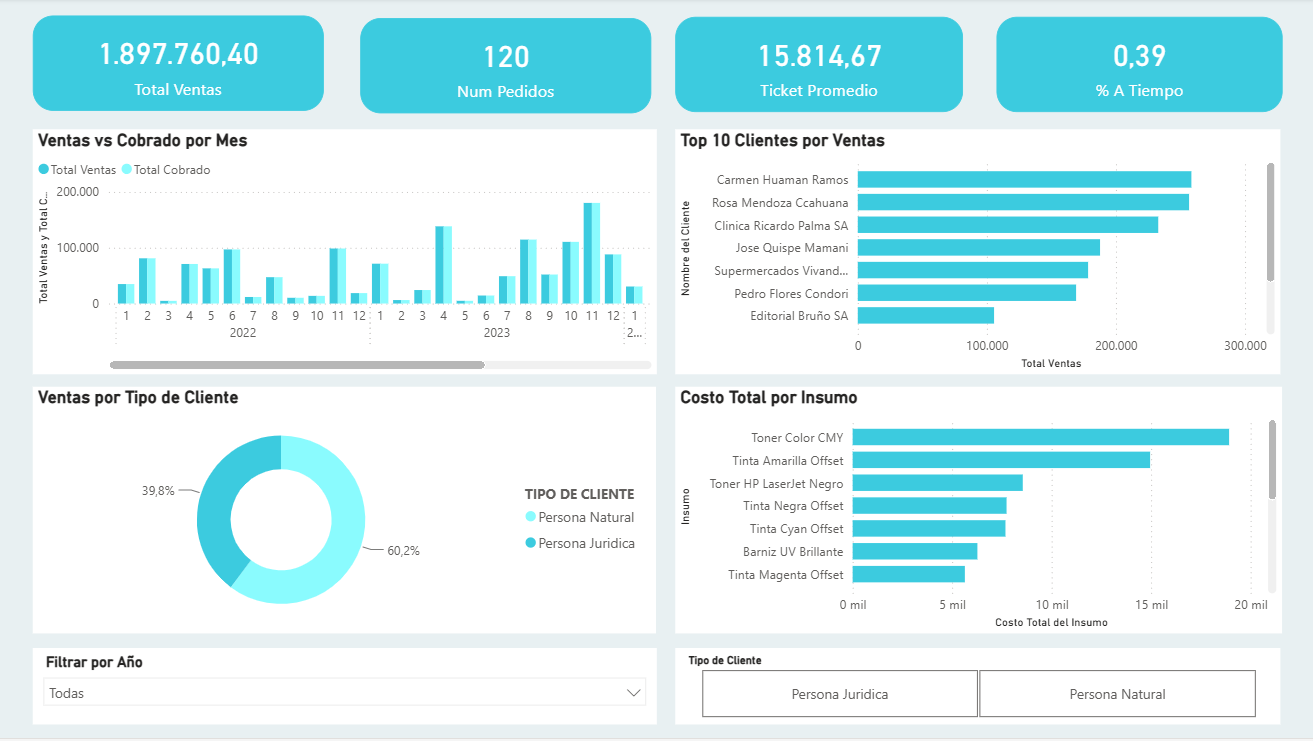 1.897.760,40
Total Ventas
120
Num Pedidos
15.814,67
Ticket Promedio
0,39
% A Tiempo
Ventas vs Cobrado por Mes
Total Ventas Total Cobrado
Total Ventas y Total C...
200.000
100.000
0
1 2 3 4 5 6 7 8 9 10 11 12 1 2 3 4 5 6 7 8 9 10 11 12 1
2022 2023 2...
Top 10 Clientes por Ventas
Nombre del Cliente
Carmen Huaman Ramos
Rosa Mendoza Ccahuana
Clinica Ricardo Palma SA
Jose Quispe Mamani
Supermercados Vivand...
Pedro Flores Condori
Editorial Bruño SA
0 100.000 200.000 300.000
Total Ventas
Ventas por Tipo de Cliente
39,8%
60,2%
TIPO DE CLIENTE
Persona Natural
Persona Juridica
Costo Total por Insumo
Insumo
Toner Color CMY
Tinta Amarilla Offset
Toner HP LaserJet Negro
Tinta Negra Offset
Tinta Cyan Offset
Barniz UV Brillante
Tinta Magenta Offset
0 mil 5 mil 10 mil 15 mil 20 mil
Costo Total del Insumo
Filtrar por Año
Todas
Tipo de Cliente
Persona Juridica Persona Natural